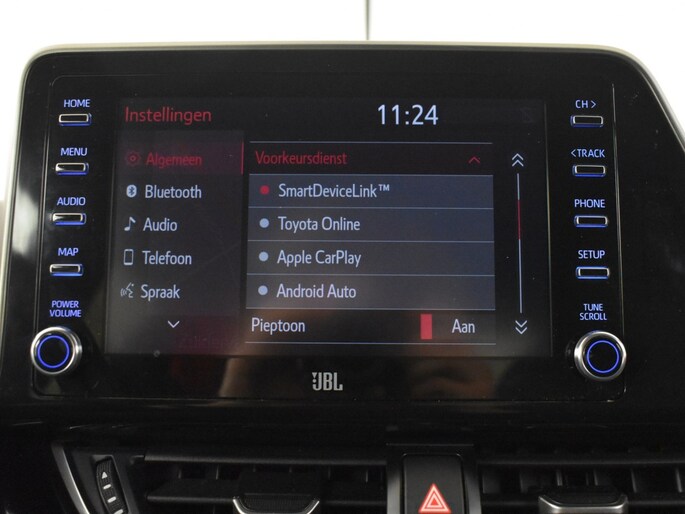 HOME
MENU
AUDIO
MAP
POWER
VOLUME
Instellingen
11:24
Algemeen
Bluetooth
Audio
Telefoon
Spraak
Voorkeursdienst
SmartDeviceLink™
Toyota Online
Apple CarPlay
Android Auto
Pieptoon Aan
CH >
< TRACK
PHONE
SETUP
TUNE
SCROLL
JBL